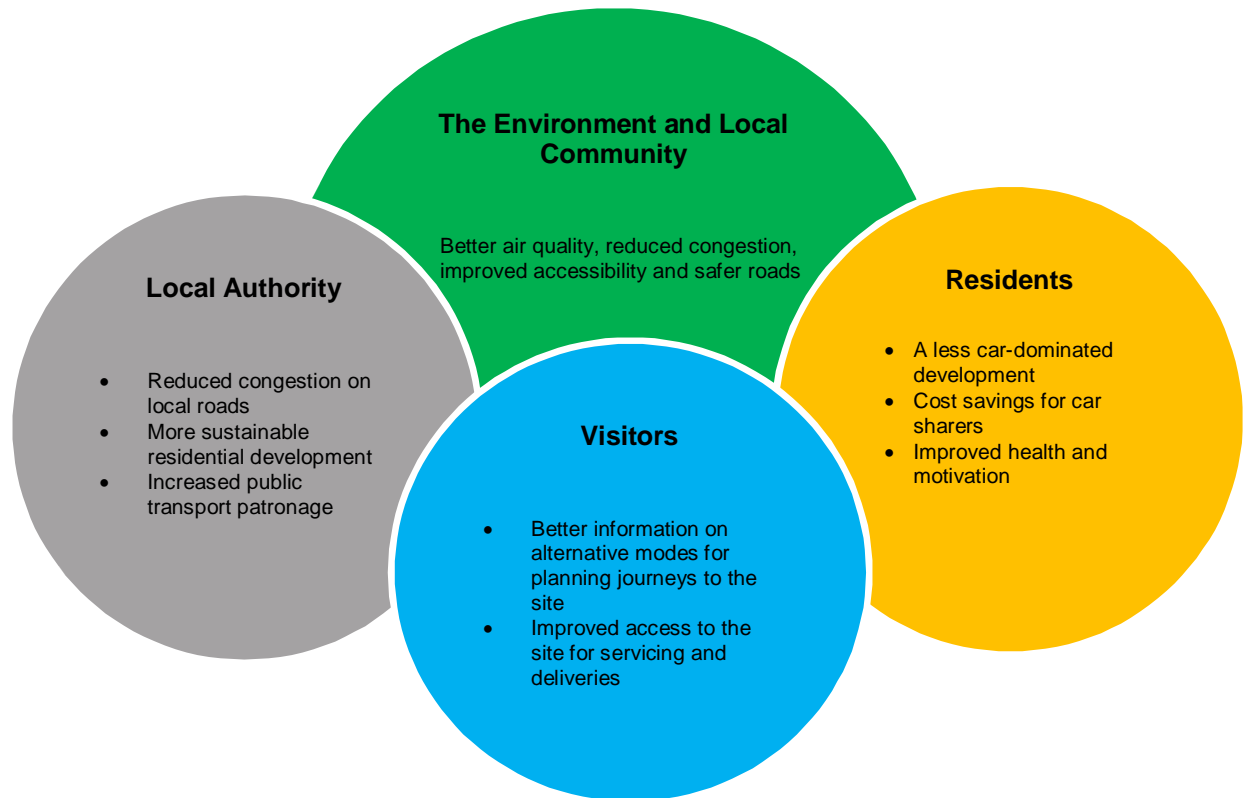 The Environment and Local
Community
Better air quality, reduced congestion,
improved accessibility and safer roads
Local Authority
• Reduced congestion on
local roads
• More sustainable
residential development
• Increased public
transport patronage
Visitors
• Better information on
alternative modes for
planning journeys to the
site
• Improved access to the
site for servicing and
deliveries
Residents
• A less car-dominated
development
• Cost savings for car
sharers
• Improved health and
motivation